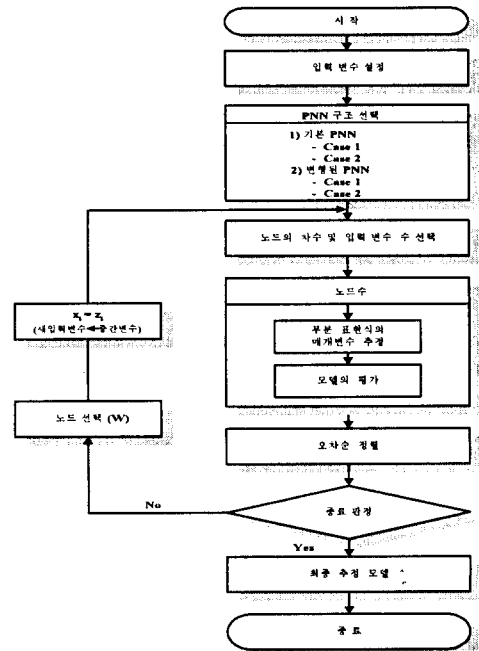 시 작
입력 변수 설정
PNN 구조 선택
1) 기본 PNN
- Case 1
- Case 2
2) 변형된 PNN
- Case 1
- Case 2
노드의 차수 및 입력 변수 수 선택
노드수
부분 표현식의
매개변수 추정
모델의 평가
오차순 정렬
종료 판정
No
Yes
노드 선택 (W)
(새입력변수◀중간변수)
최종 추정 모델
종 료